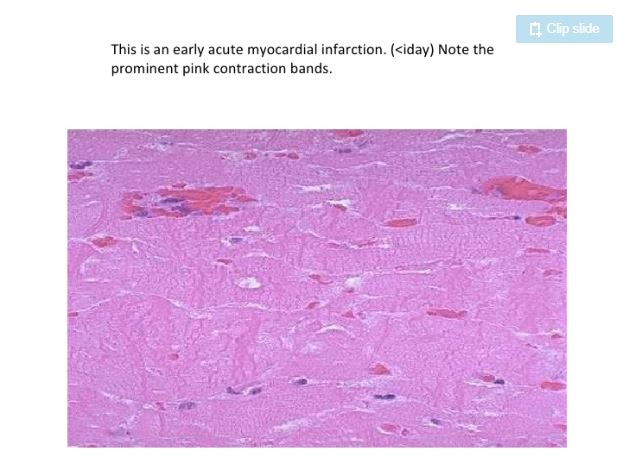 Clip slide
This is an early acute myocardial infarction. (<iday) Note the
prominent pink contraction bands.